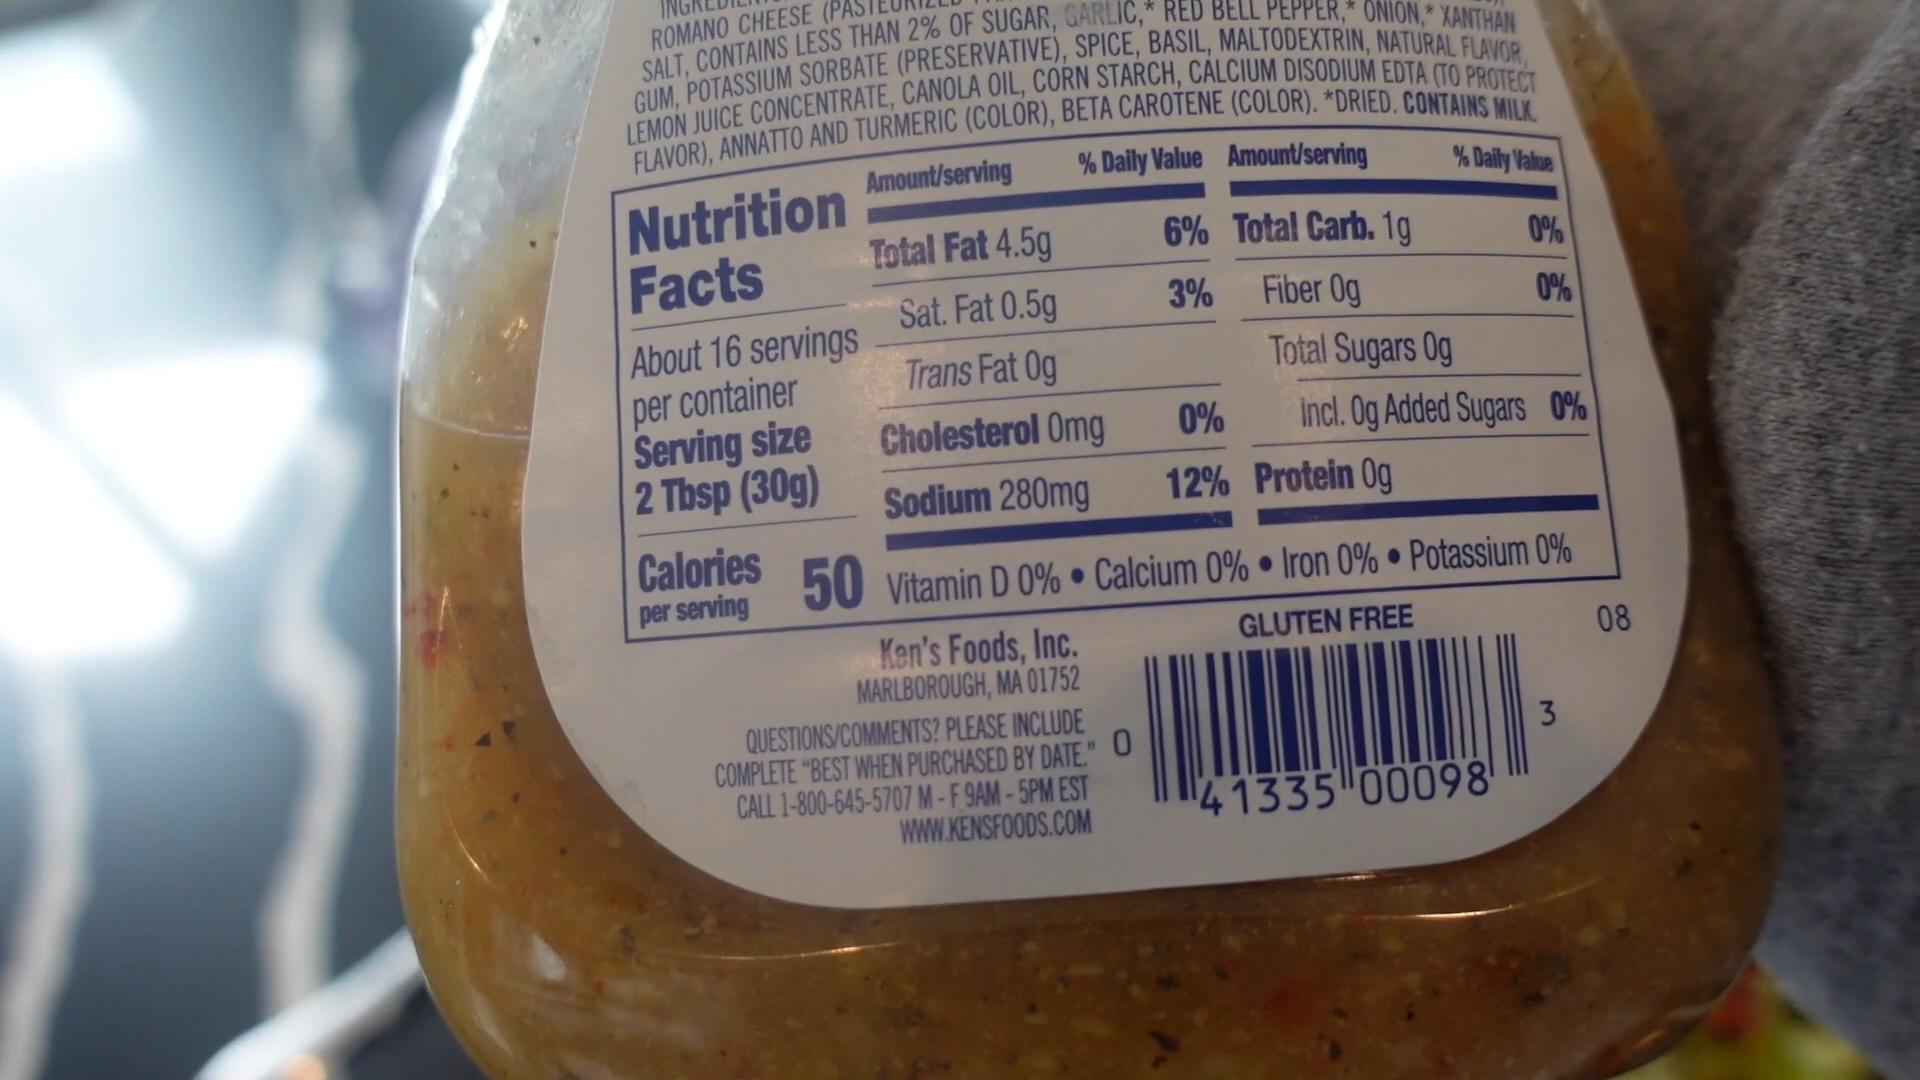 ROMANO CHEESE
SALT, CONTAINS LESS THAN 2% OF SUGAR, GARLIC,* RED BELL PEPPER,* ONION,* XANTHAN
GUM, POTASSIUM SORBATE (PRESERVATIVE), SPICE, BASIL, MALTODEXTRIN, NATURAL FLAVOR,
LEMON JUICE CONCENTRATE, CANOLA OIL, CORN STARCH, CALCIUM DISODIUM EDTA (TO PROTECT
FLAVOR), ANNATTO AND TURMERIC (COLOR), BETA CAROTENE (COLOR). *DRIED. CONTAINS MILK.
Nutrition
Facts
About 16 servings
per container
Serving size
2 Tbsp (30g)
Calories
per serving
50
Amount/serving % Daily Value
Total Fat 4.5g 6%
Sat. Fat 0.5g 3%
Trans Fat 0g
Cholesterol 0mg 0%
Sodium 280mg 12%
Amount/serving % Daily Value
Total Carb. 1g 0%
Fiber 0g 0%
Total Sugars 0g
Incl. 0g Added Sugars 0%
Protein 0g
Vitamin D 0% • Calcium 0% • Iron 0% • Potassium 0%
Ken's Foods, Inc.
MARLBOROUGH, MA 01752
QUESTIONS/COMMENTS? PLEASE INCLUDE
COMPLETE "BEST WHEN PURCHASED BY DATE."
CALL 1-800-645-5707 M - F 9AM - 5PM EST
WWW.KENSFOODS.COM
GLUTEN FREE
08
0 41335 00098 3